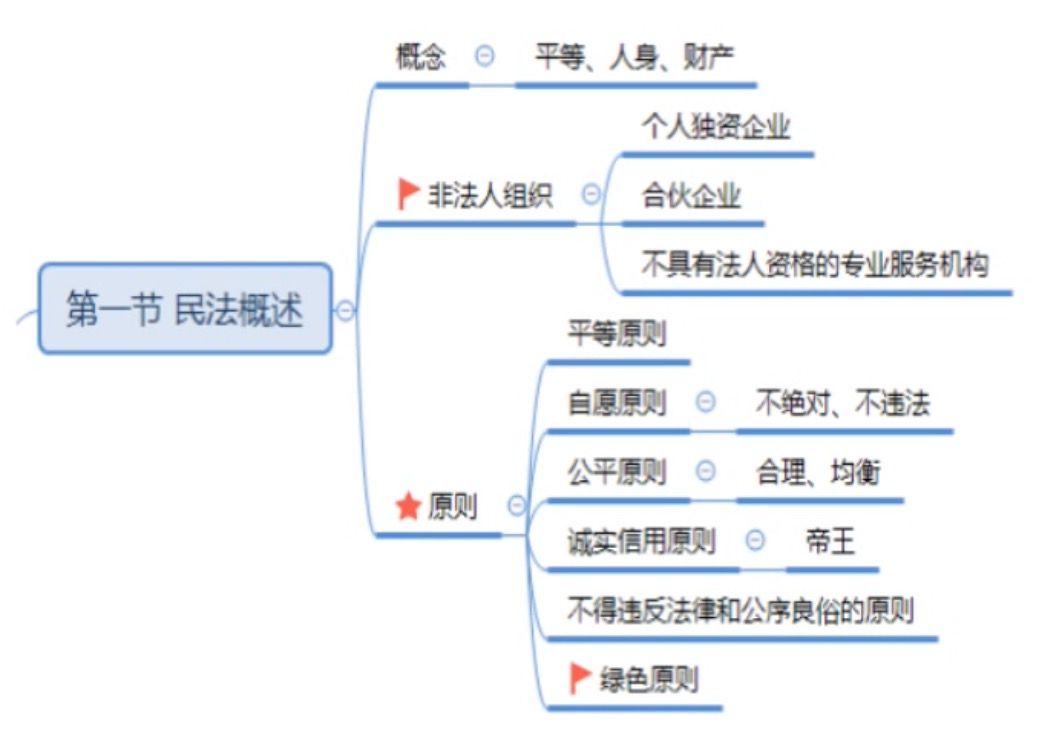 第一节 民法概述
概念
平等、人身、财产
非法人组织
个人独资企业
合伙企业
不具有法人资格的专业服务机构
原则
平等原则
自愿原则
不绝对、不违法
公平原则
合理、均衡
诚实信用原则
帝王
不得违反法律和公序良俗的原则
绿色原则